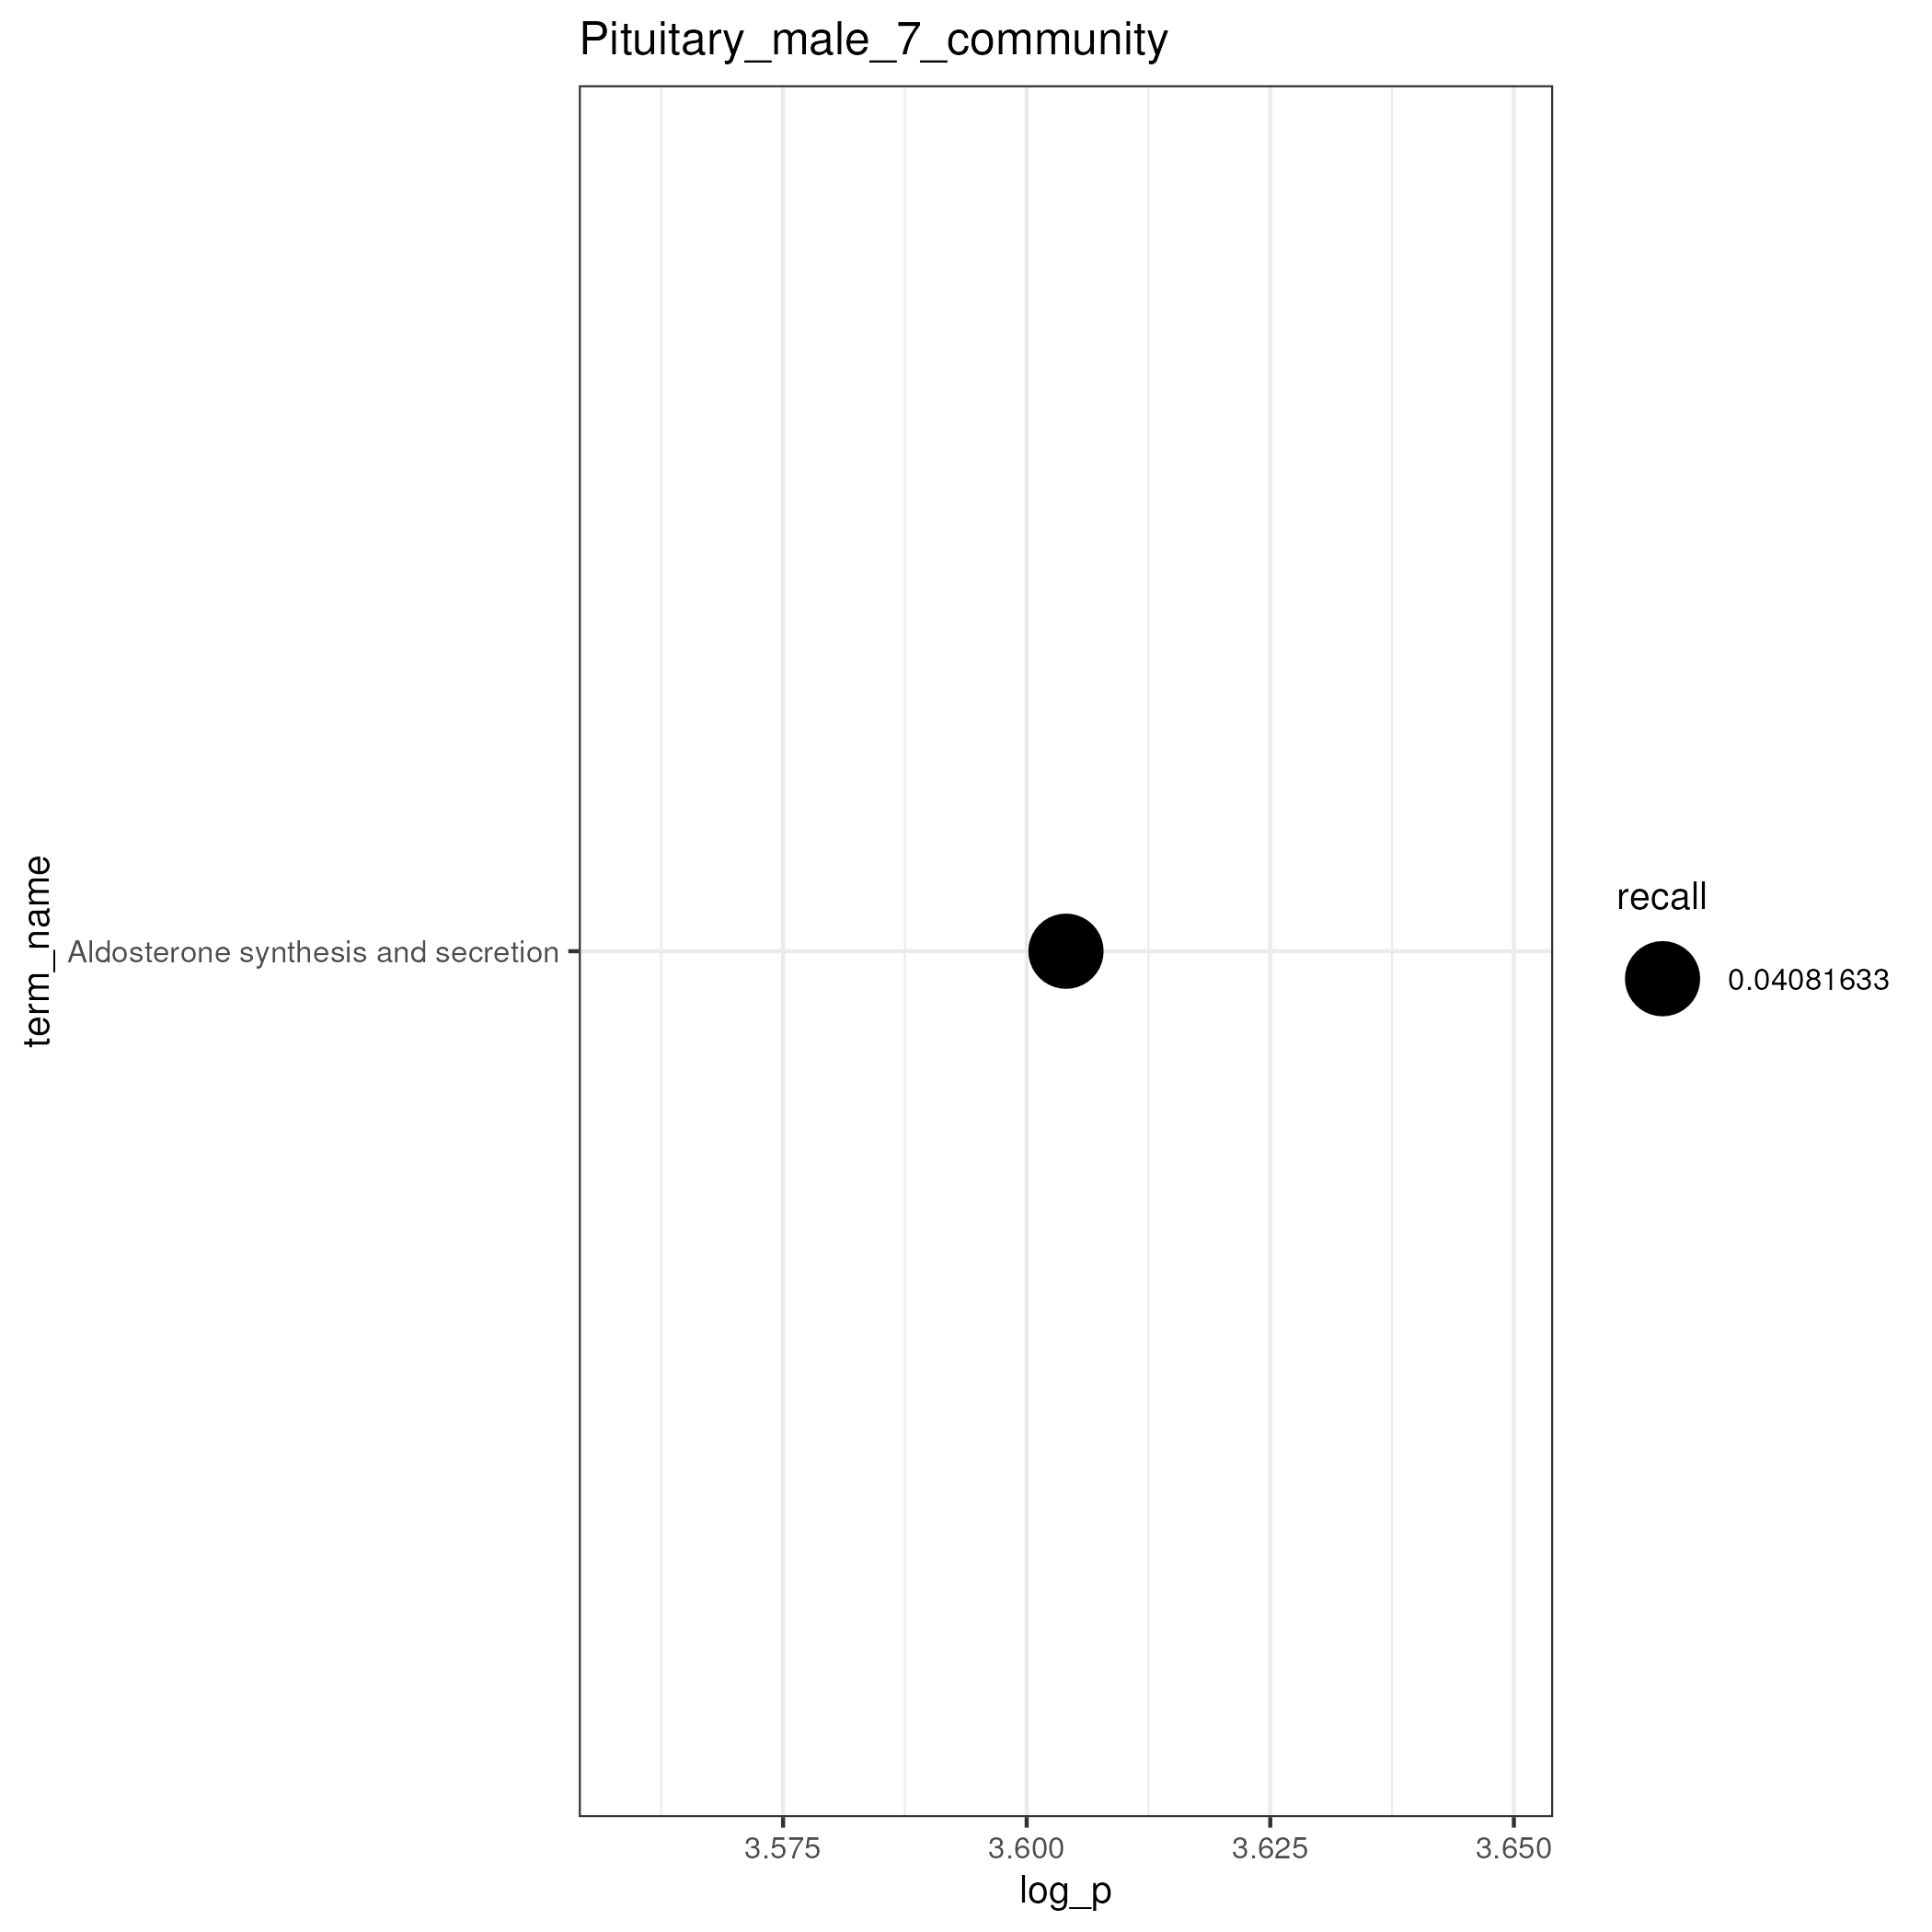 Pituitary_male_7_community
term_name
Aldosterone synthesis and secretion
recall
0.04081633
3.575 3.600 3.625 3.650
log_p